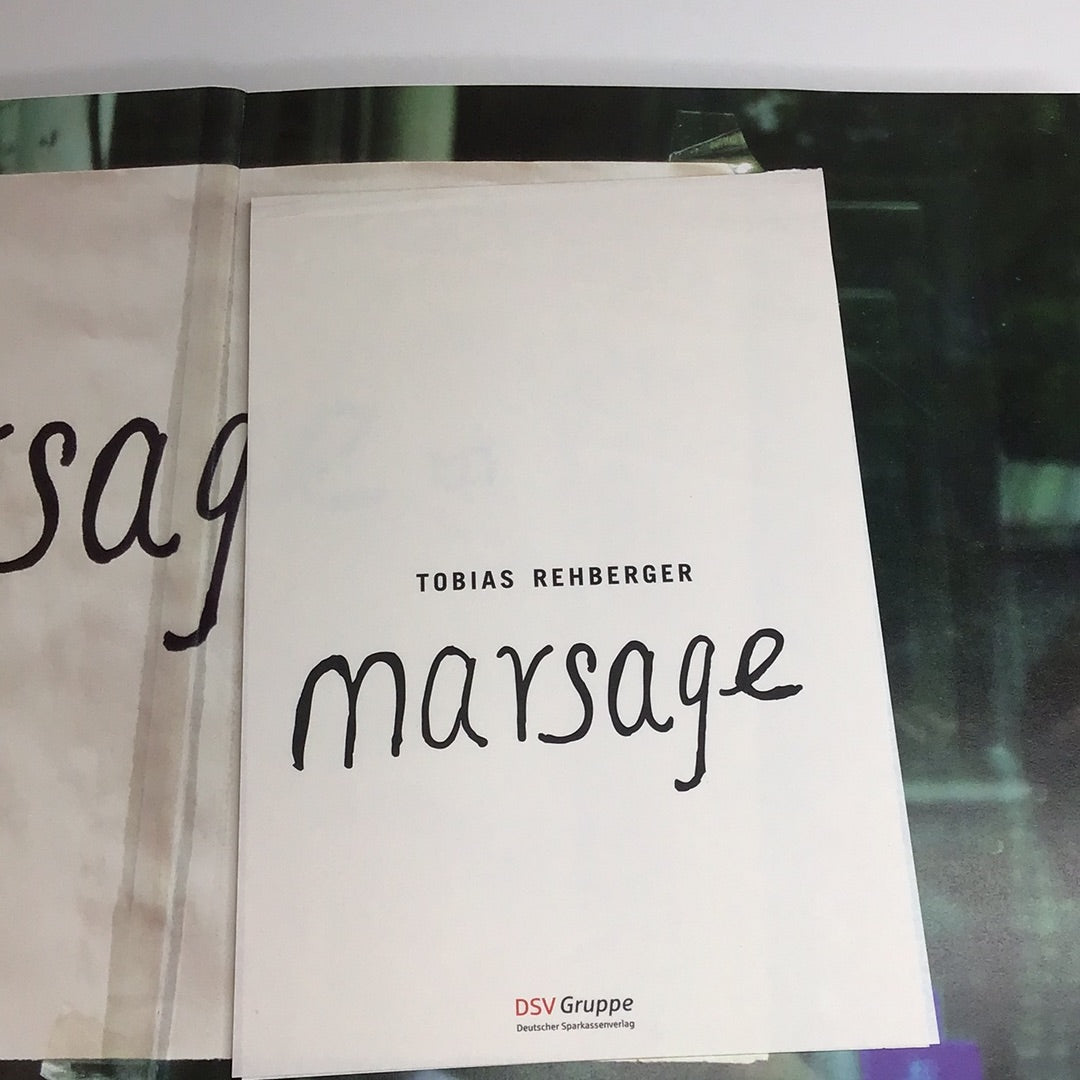 rsag
TOBIAS REHBERGER
marsage
DSV Gruppe
Deutscher Sparkassenverlag